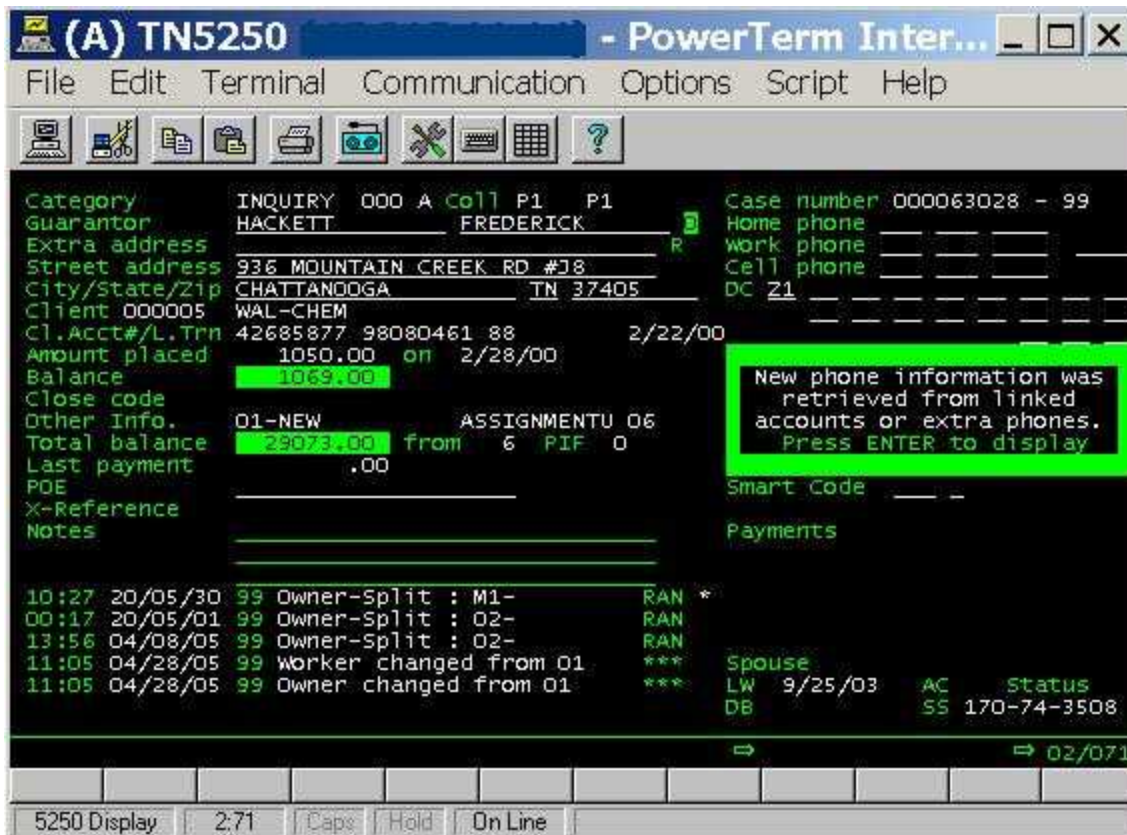 (A) TN5250 - PowerTerm Inter...
File Edit Terminal Communication Options Script Help
Category INQUIRY 000 A Coll P1 P1 Case number 000063028 - 99
Guarantor HACKETT FREDERICK D Home phone
Extra address R Work phone
Street address 936 MOUNTAIN CREEK RD #J8 Cell phone
City/State/Zip CHATTANOOGA TN 37405 DC Z1
Client 000005 WAL-CHEM
Cl.Acct#/L.Trn 42685877 98080461 88 2/22/00
Amount placed 1050.00 on 2/28/00
Balance 1069.00 New phone information was
Close code retrieved from linked
Other Info. 01-NEW ASSIGNMENTU 06 accounts or extra phones.
Total balance 29073.00 from 6 PIF 0 Press ENTER to display
Last payment .00
POE Smart Code
X-Reference
Notes Payments
10:27 20/05/30 99 Owner-Split : M1- RAN *
00:17 20/05/01 99 Owner-Split : 02- RAN
13:56 04/08/05 99 Owner-Split : 02- RAN
11:05 04/28/05 99 Worker changed from 01 *** Spouse
11:05 04/28/05 99 Owner changed from 01 *** LW 9/25/03 AC Status
DB SS 170-74-3508
⇨ ⇨ 02/071
5250 Display 2:71 Caps Hold On Line